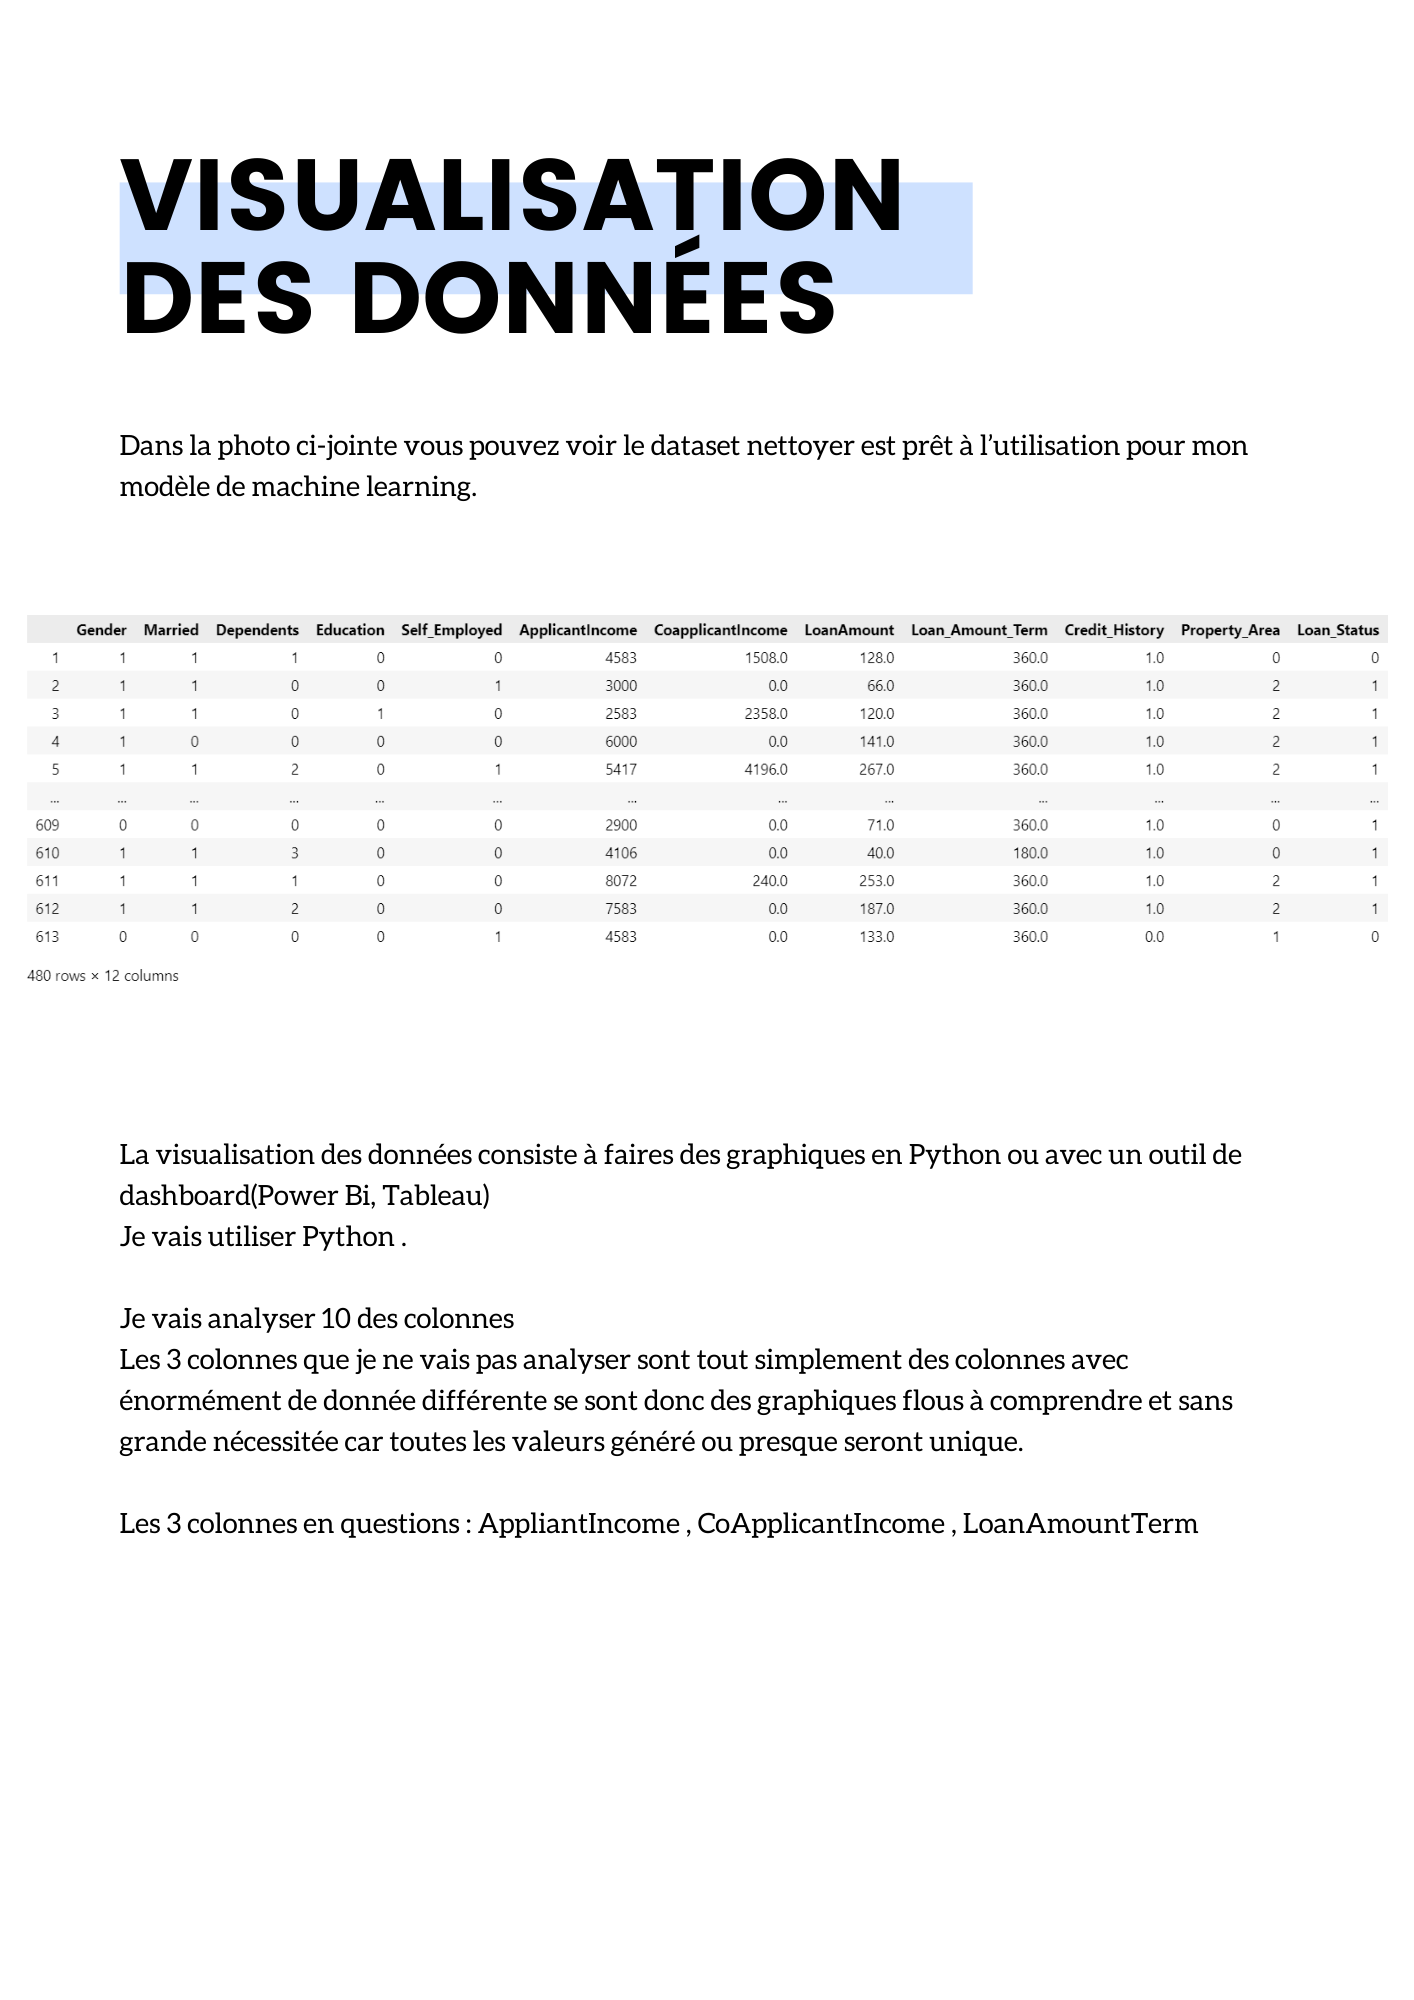 VISUALISATION
DES DONNÉES
Dans la photo ci-jointe vous pouvez voir le dataset nettoyer est prêt à l'utilisation pour mon
modèle de machine learning.
Gender Married Dependents Education Self_Employed ApplicantIncome CoapplicantIncome LoanAmount Loan_Amount_Term Credit_History Property_Area Loan_Status
1 1 1 1 0 0 4583 1508.0 128.0 360.0 1.0 0 0
2 1 1 0 0 1 3000 0.0 66.0 360.0 1.0 2 1
3 1 1 0 1 0 2583 2358.0 120.0 360.0 1.0 2 1
4 1 0 0 0 0 6000 0.0 141.0 360.0 1.0 2 1
5 1 1 2 0 1 5417 4196.0 267.0 360.0 1.0 2 1
... ... ... ... ... ... ... ... ... ... ... ... ...
609 0 0 0 0 0 2900 0.0 71.0 360.0 1.0 0 1
610 1 1 3 0 0 4106 0.0 40.0 180.0 1.0 0 1
611 1 1 1 0 0 8072 240.0 253.0 360.0 1.0 2 1
612 1 1 2 0 0 7583 0.0 187.0 360.0 1.0 2 1
613 0 0 0 0 1 4583 0.0 133.0 360.0 0.0 1 0
480 rows × 12 columns
La visualisation des données consiste à faires des graphiques en Python ou avec un outil de
dashboard(Power Bi, Tableau)
Je vais utiliser Python .
Je vais analyser 10 des colonnes
Les 3 colonnes que je ne vais pas analyser sont tout simplement des colonnes avec
énormément de donnée différente se sont donc des graphiques flous à comprendre et sans
grande nécessitée car toutes les valeurs généré ou presque seront unique.
Les 3 colonnes en questions : AppliantIncome , CoApplicantIncome , LoanAmountTerm